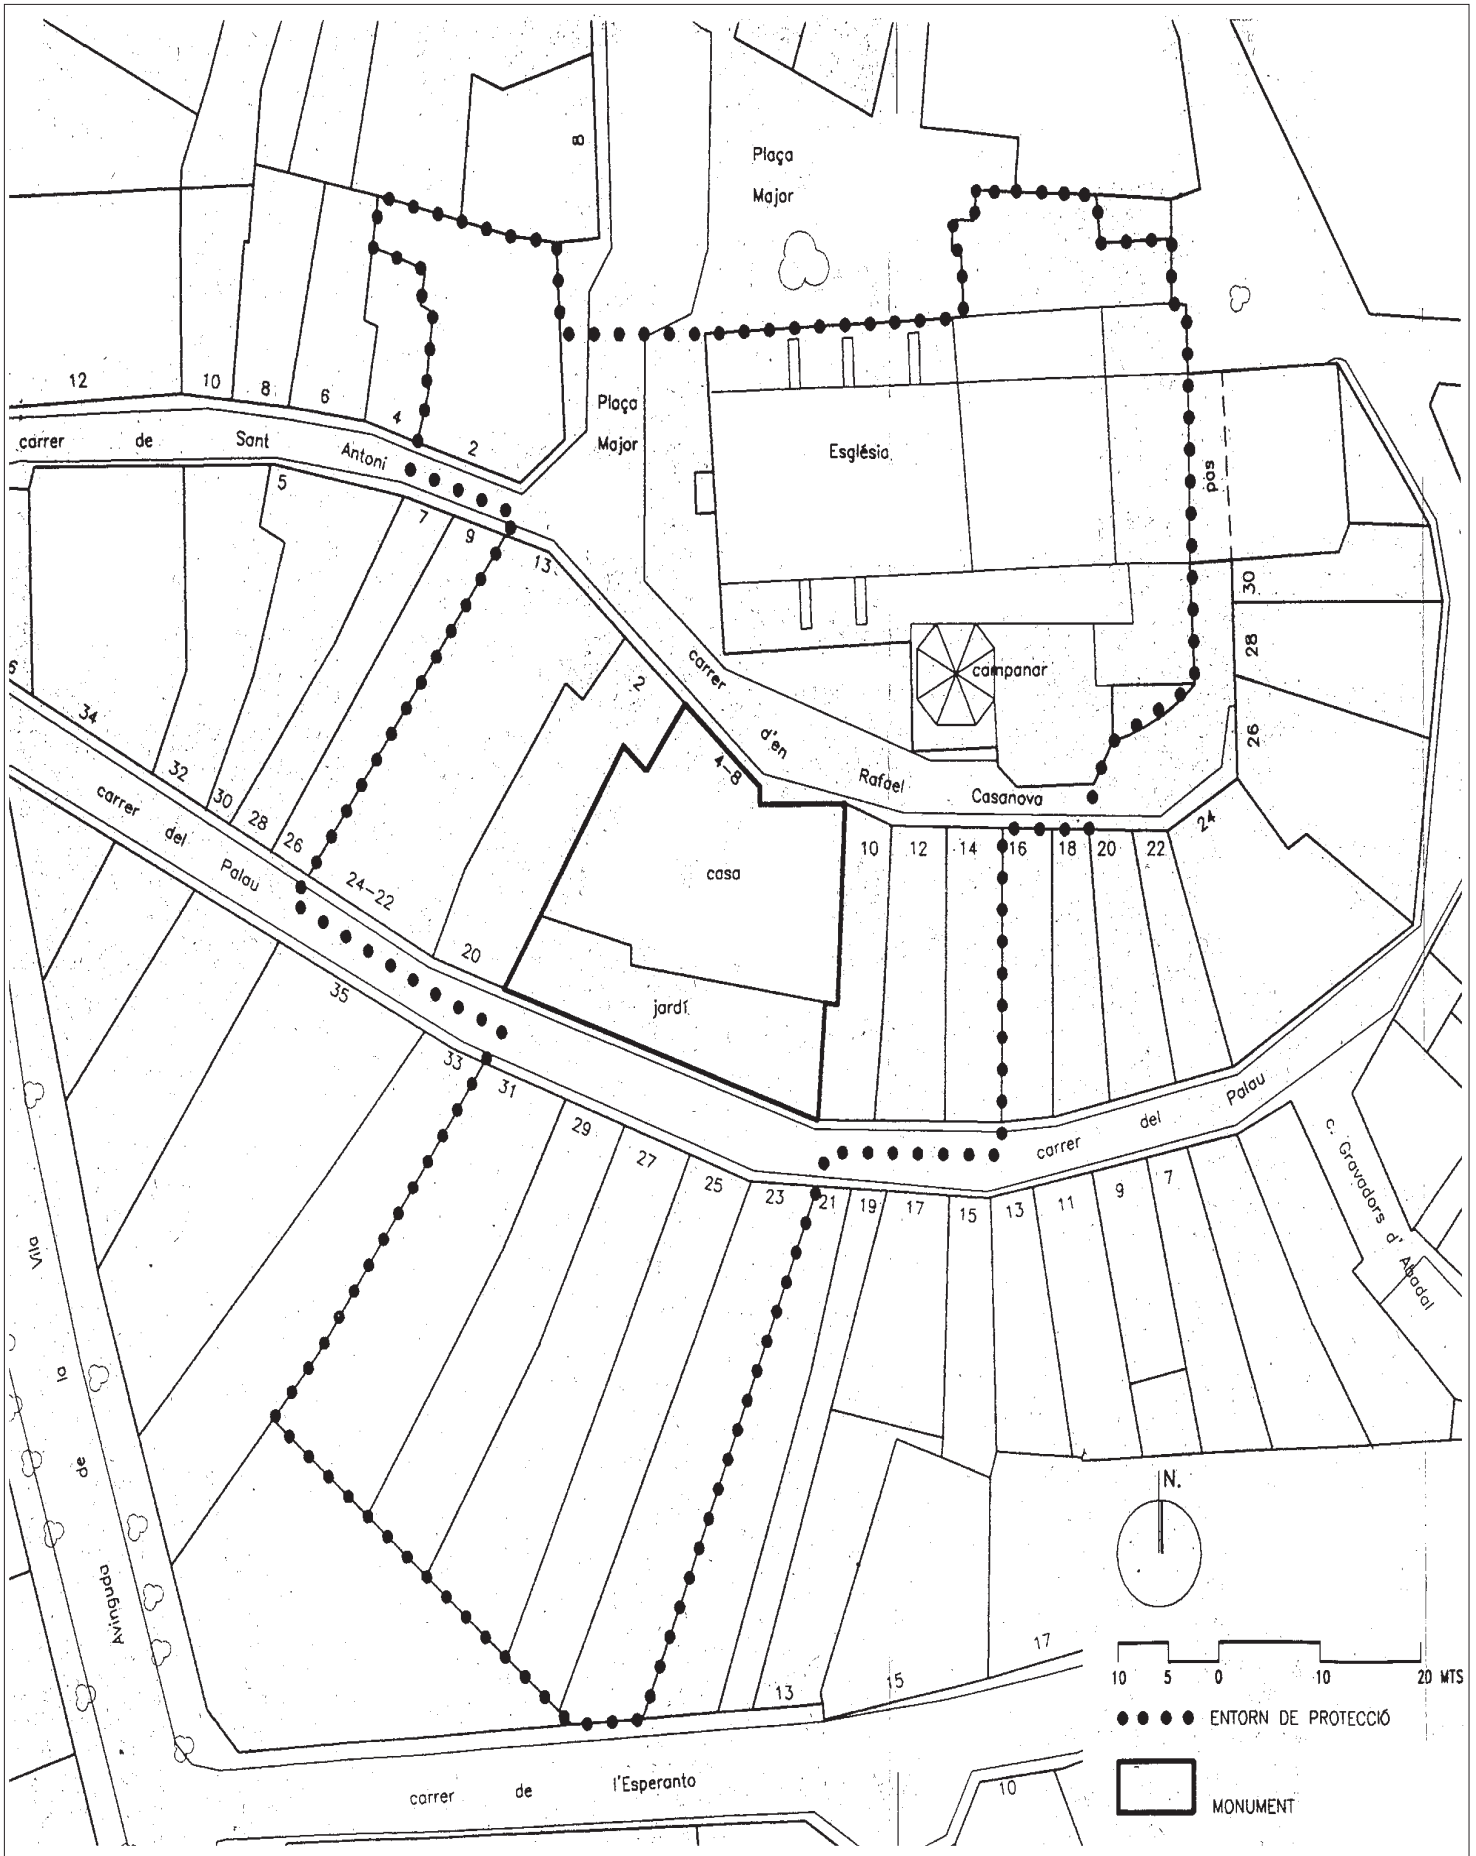 8
Plaça
Major
12
10
8
6
4
2
Plaça
Major
carrer de Sant Antoni
Església
pas
5
7
9
13
30
28
26
2
carrer d'en Rafael Casanova
campanar
4-8
6
34
32
30
28
26
24-22
20
carrer del Palau
casa
jardí
10
12
14
16
18
20
22
24
35
33
31
29
27
25
23
21
19
17
15
13
11
9
7
carrer del Palau
c. Gravadors d' Abadal
Avinguda de la Vila
N.
13
15
17
10 5 0 10 20 MTS
ENTORN DE PROTECCIÓ
MONUMENT
carrer de l'Esperanto
10